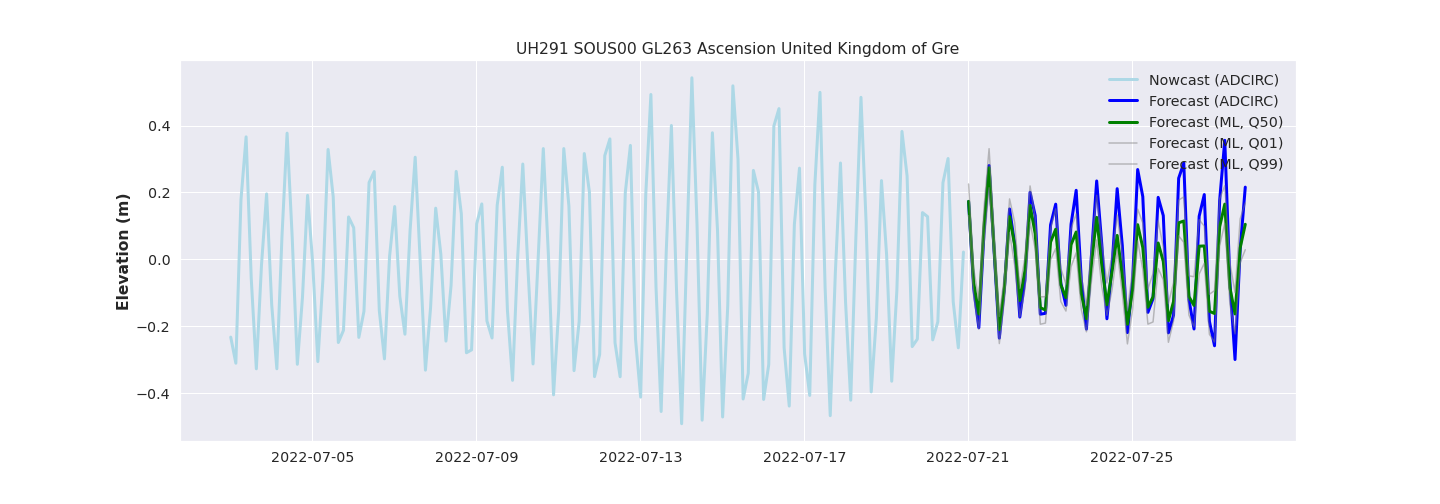 UH291 SOUS00 GL263 Ascension United Kingdom of Gre
Nowcast (ADCIRC)
Forecast (ADCIRC)
Forecast (ML, Q50)
Forecast (ML, Q01)
Forecast (ML, Q99)
Elevation (m)
0.4
0.2
0.0
−0.2
−0.4
2022-07-05 2022-07-09 2022-07-13 2022-07-17 2022-07-21 2022-07-25